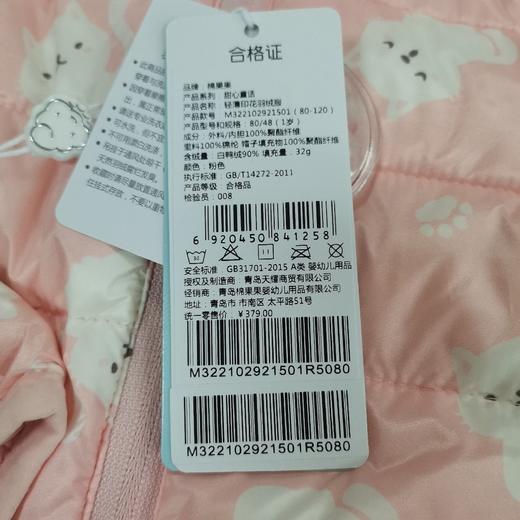 合格证
品牌：棉果果
产品系列：甜心童话
产品名称：轻薄印花羽绒服
产品款号：M322102921501（80-120）
产品型号和规格：80/48（1岁）
成分：外料/内胆100%聚酯纤维
里料100%棉纶 帽子填充物100%聚酯纤维
含绒量：白鸭绒90% 填充量：32g
颜色：粉色
执行标准：GB/T14272-2011
产品等级：合格品
检验员：008
6 920450 841258
安全标准：GB31701-2015 A类 婴幼儿用品
授权及制造商：青岛天耀商贸有限公司
经销商：青岛棉果果婴幼儿用品有限公司
地址：青岛市 市南区 太平路51号
统一零售价：¥379.00
M322102921501R5080
M322102921501R5080